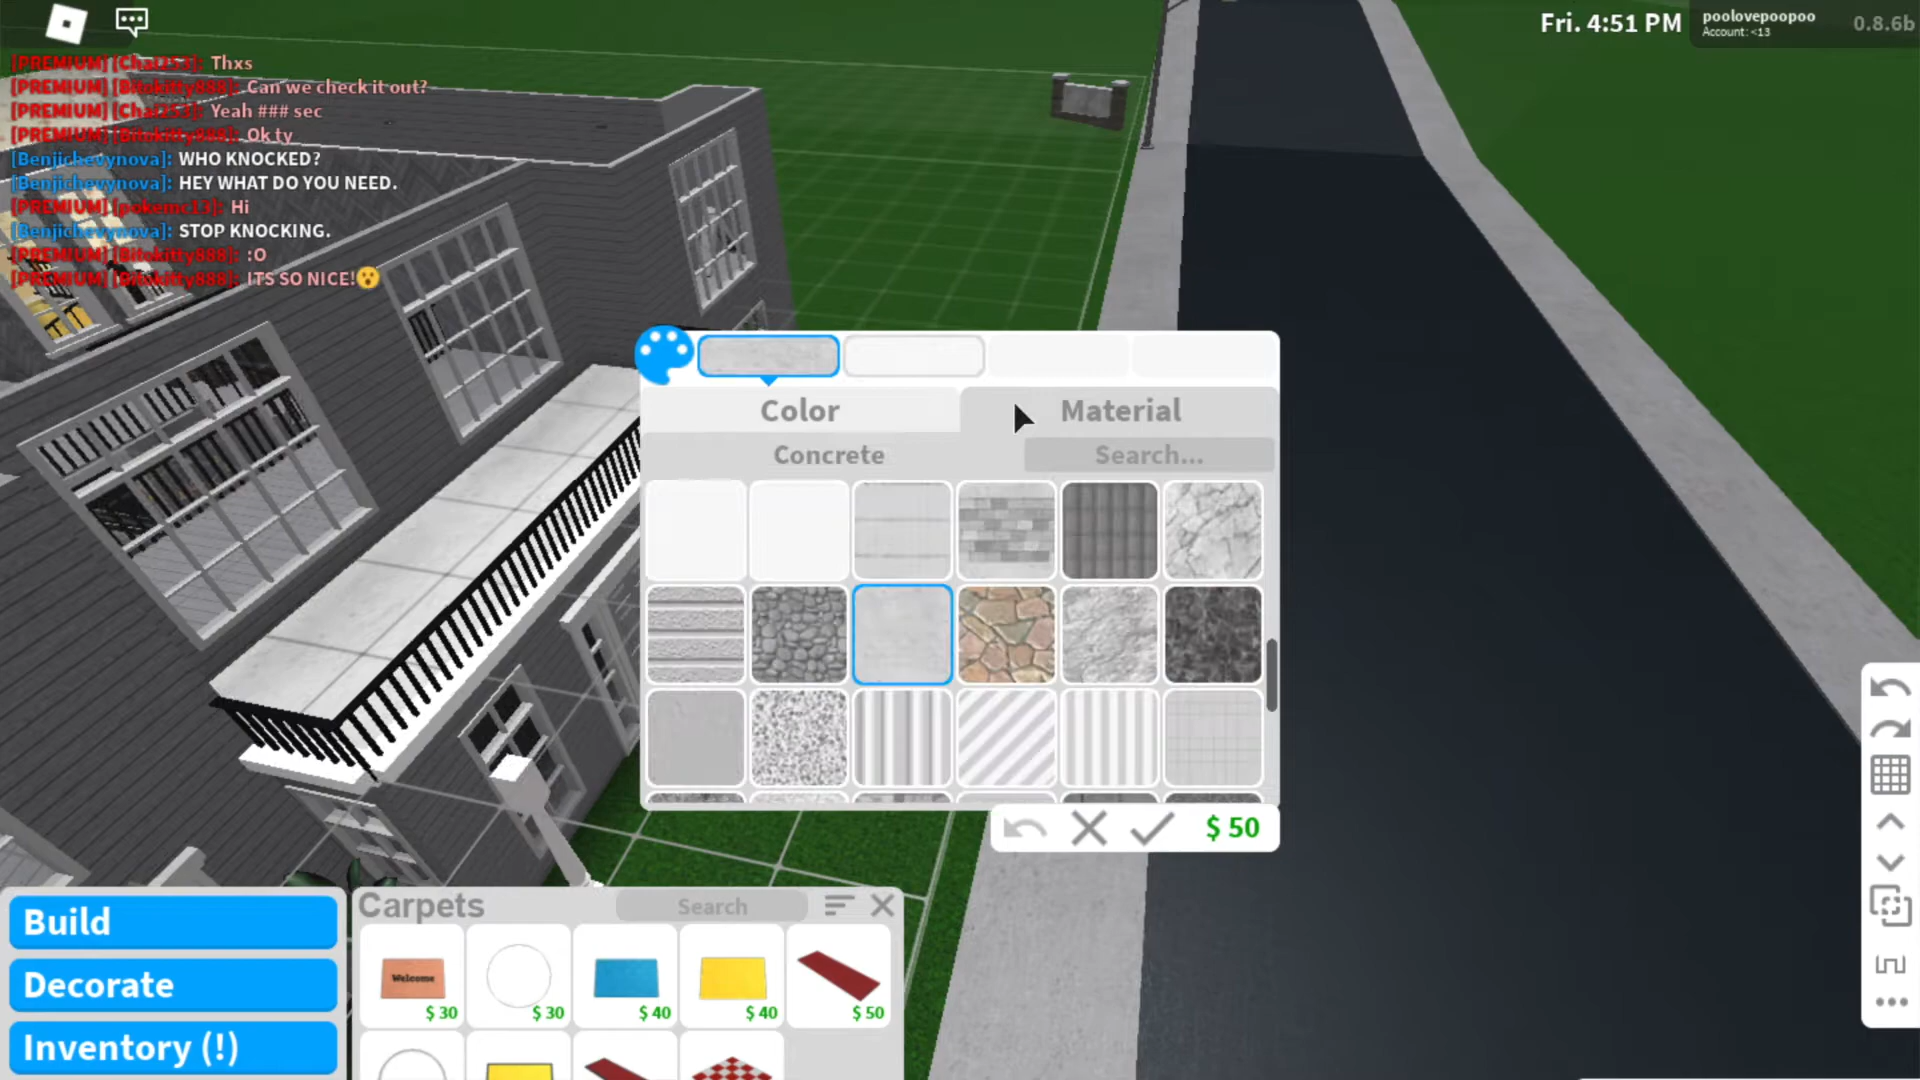 [PREMIUM] [Chat253]: Thxs
[PREMIUM] [Bitokitty888]: Can we check it out?
[PREMIUM] [Chat253]: Yeah ### sec
[PREMIUM] [Bitokitty888]: Ok ty
[Benjichevynova]: WHO KNOCKED?
[Benjichevynova]: HEY WHAT DO YOU NEED.
[PREMIUM] [pokemc13]: Hi
[Benjichevynova]: STOP KNOCKING.
[PREMIUM] [Bitokitty888]: :O
[PREMIUM] [Bitokitty888]: ITS SO NICE!😮
Fri. 4:51 PM
poolovepoopoo
Account: <13
0.8.6b
Color
Material
Concrete
Search...
$ 50
Build
Decorate
Inventory (!)
Carpets
Search
Welcome
$ 30
$ 30
$ 40
$ 40
$ 50